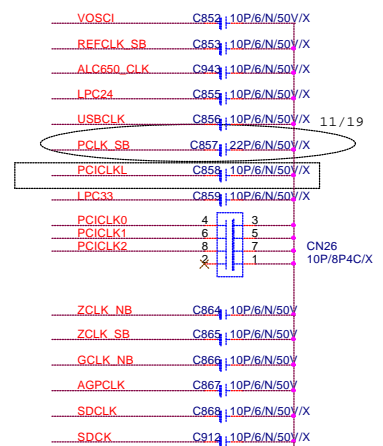 VOSCI C852 10P/6/N/50V/X
REFCLK_SB C853 10P/6/N/50V/X
ALC650_CLK C943 10P/6/N/50V/X
LPC24 C855 10P/6/N/50V/X
USBCLK C856 10P/6/N/50V/X 11/19
PCLK_SB C857 22P/6/N/50V/X
PCICLKL C858 10P/6/N/50V/X
LPC33 C859 10P/6/N/50V/X
PCICLK0 4 3
PCICLK1 6 5
PCICLK2 8 7 CN26
2 1 10P/8P4C/X
ZCLK_NB C864 10P/6/N/50V
ZCLK_SB C865 10P/6/N/50V
GCLK_NB C866 10P/6/N/50V
AGPCLK C867 10P/6/N/50V
SDCLK C868 10P/6/N/50V/X
SDCK C912 10P/6/N/50V/X